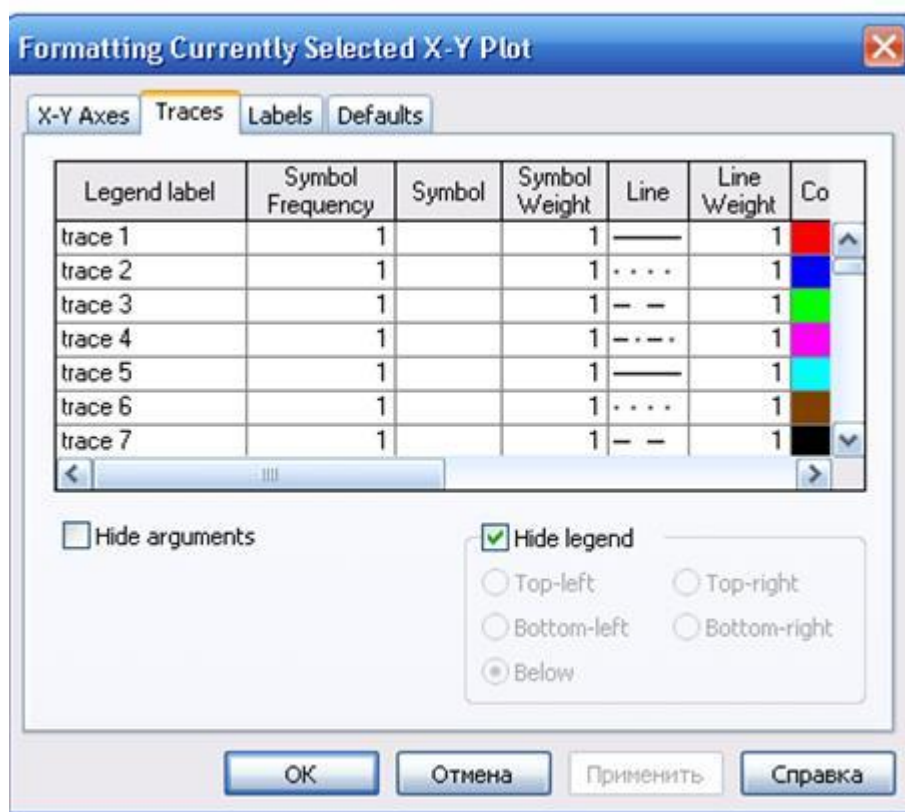 Formatting Currently Selected X-Y Plot
X-Y Axes Traces Labels Defaults
Legend label Symbol Frequency Symbol Symbol Weight Line Line Weight Co
trace 1 1 1 1
trace 2 1 1 1
trace 3 1 1 1
trace 4 1 1 1
trace 5 1 1 1
trace 6 1 1 1
trace 7 1 1 1
Hide arguments
Hide legend
Top-left Top-right
Bottom-left Bottom-right
Below
OK Отмена Применить Справка